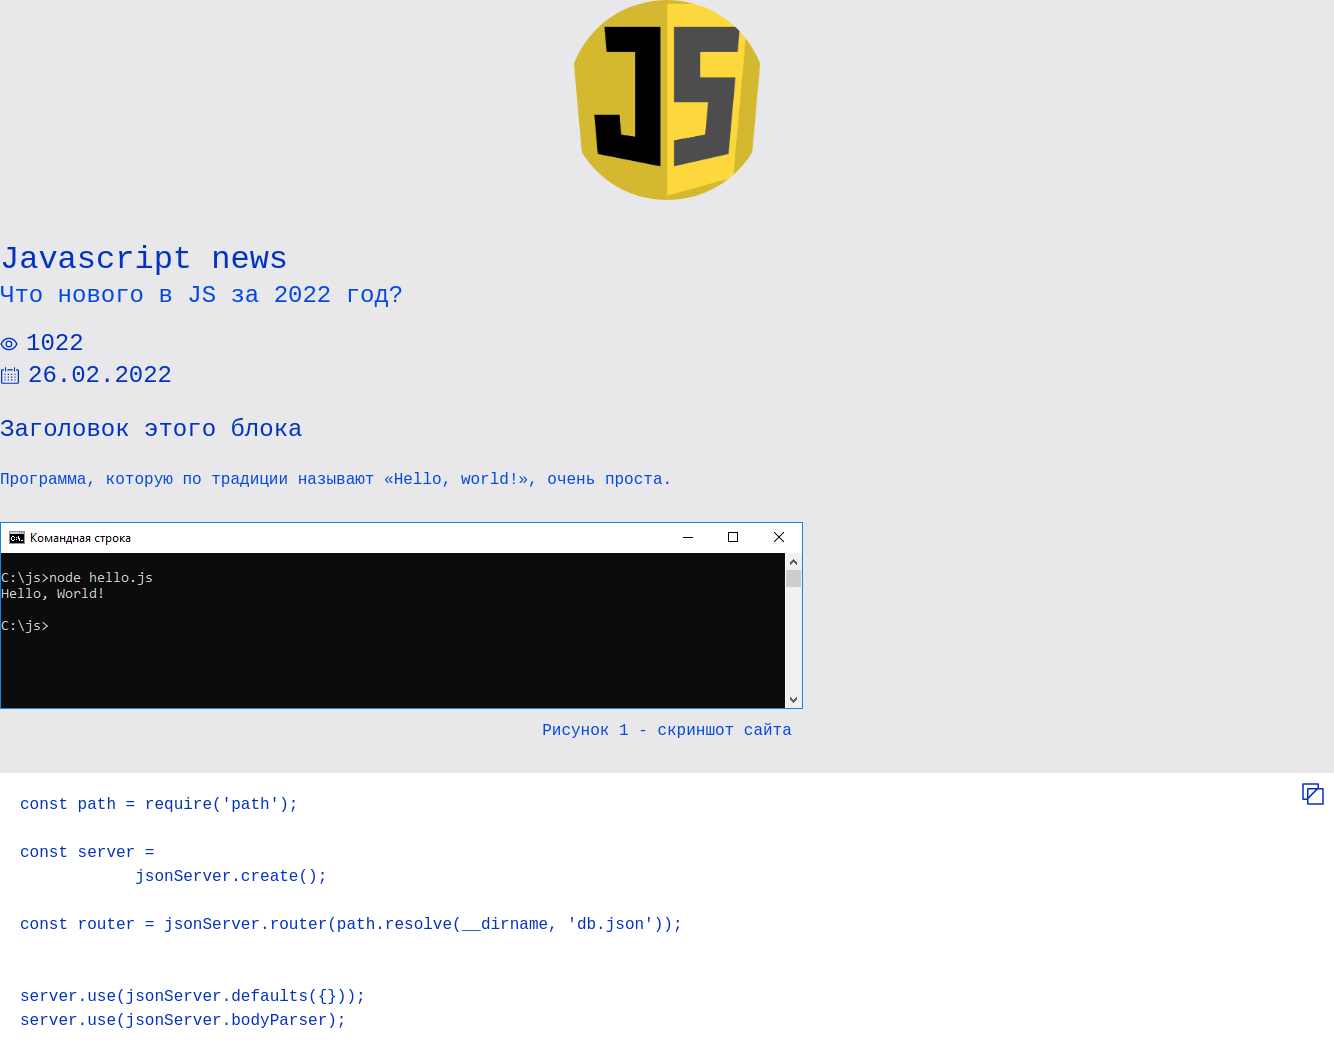 JS
Javascript news
Что нового в JS за 2022 год?
1022
26.02.2022
Заголовок этого блока
Программа, которую по традиции называют «Hello, world!», очень проста.
Командная строка
C:\js>node hello.js
Hello, World!
C:\js>
Рисунок 1 - скриншот сайта
const path = require('path');
const server =
jsonServer.create();
const router = jsonServer.router(path.resolve(__dirname, 'db.json'));
server.use(jsonServer.defaults({}));
server.use(jsonServer.bodyParser);